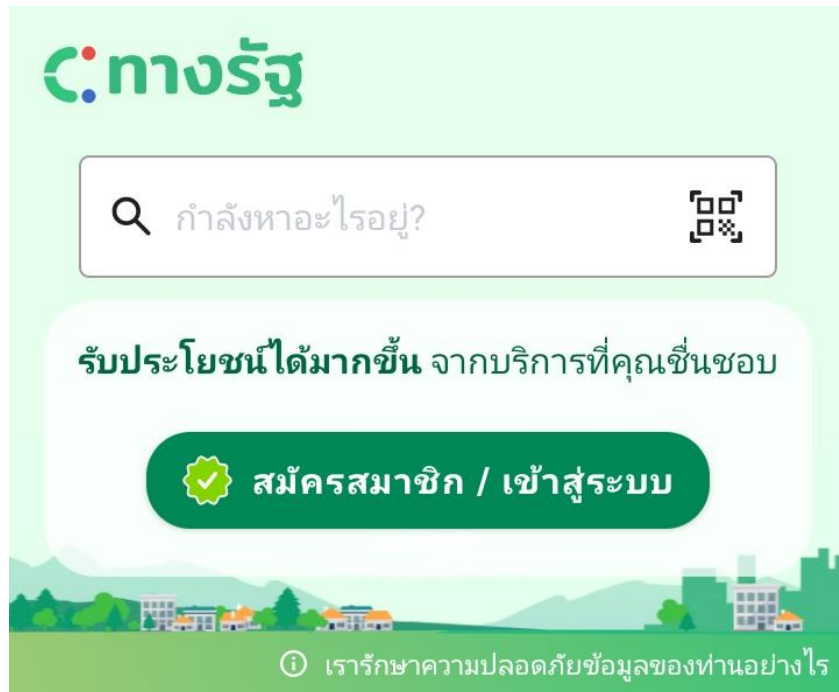 ทางรัฐ
กำลังหาอะไรอยู่?
รับประโยชน์ได้มากขึ้น จากบริการที่คุณชื่นชอบ
สมัครสมาชิก / เข้าสู่ระบบ
เรารักษาความปลอดภัยข้อมูลของท่านอย่างไร